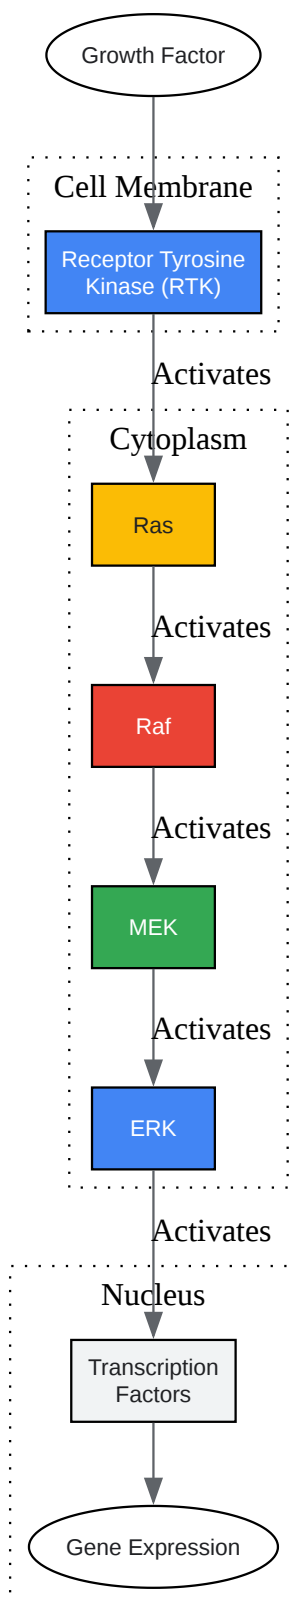 Growth Factor
Cell Membrane
Receptor Tyrosine
Kinase (RTK)
Activates
Cytoplasm
Ras
Activates
Raf
Activates
MEK
Activates
ERK
Activates
Nucleus
Transcription
Factors
Gene Expression